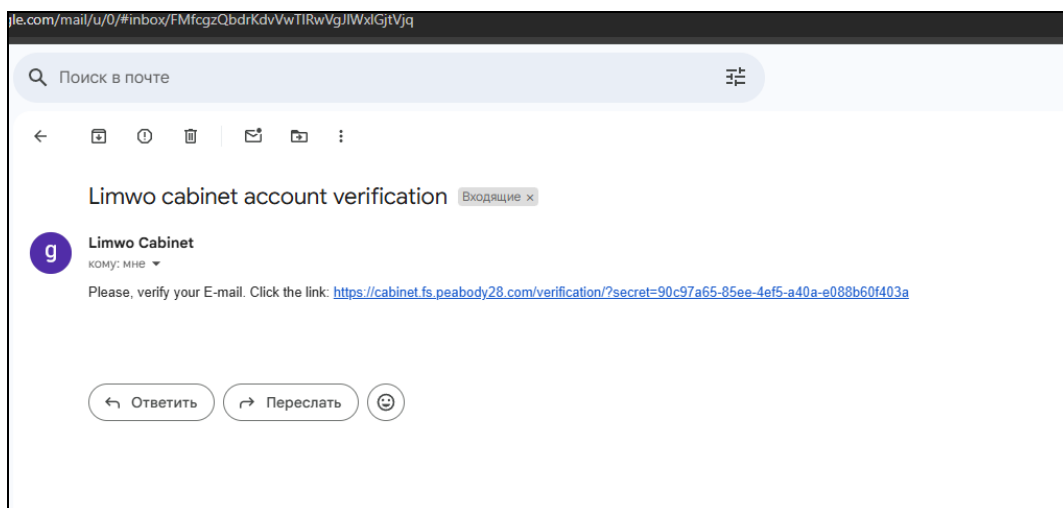 gle.com/mail/u/0/#inbox/FMfcgzQbdrKdvVwTlRwVgJlWxlGjtVjq
Поиск в почте
Limwo cabinet account verification Входящие ×
g
Limwo Cabinet
кому: мне
Please, verify your E-mail. Click the link: https://cabinet.fs.peabody28.com/verification/?secret=90c97a65-85ee-4ef5-a40a-e088b60f403a
Ответить Переслать